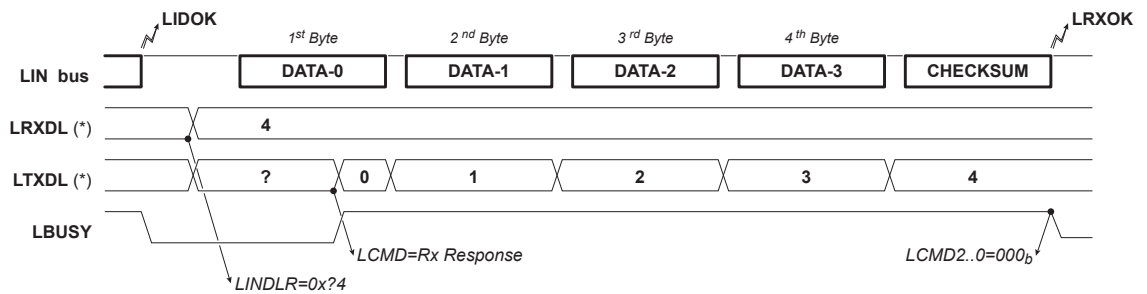 LIDOK LRXOK
1st Byte 2nd Byte 3rd Byte 4th Byte
LIN bus DATA-0 DATA-1 DATA-2 DATA-3 CHECKSUM
LRXDL (*) 4
LTXDL (*) ? 0 1 2 3 4
LBUSY
LCMD=Rx Response LCMD2..0=000b
LINDLR=0x?4